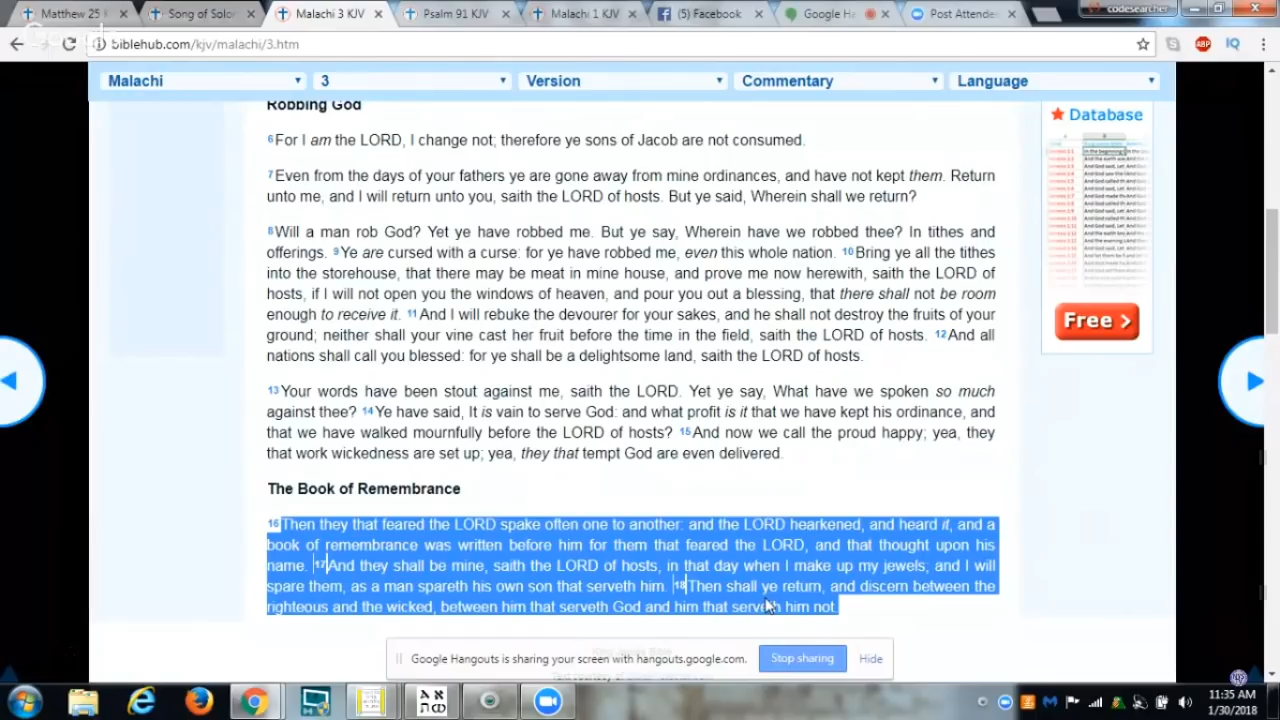 Matthew 25 K
Song of Solo
Malachi 3 KJV
Psalm 91 KJV
Malachi 1 KJV
(5) Facebook
Google Ha
Post Attende
codesearcher
biblehub.com/kjv/malachi/3.htm
ABP
IQ
Malachi
3
Version
Commentary
Language
Robbing God
6For I am the LORD, I change not; therefore ye sons of Jacob are not consumed.
7Even from the days of your fathers ye are gone away from mine ordinances, and have not kept them. Return
unto me, and I will return unto you, saith the LORD of hosts. But ye said, Wherein shall we return?
8Will a man rob God? Yet ye have robbed me. But ye say, Wherein have we robbed thee? In tithes and
offerings. 9Ye are cursed with a curse: for ye have robbed me, even this whole nation. 10Bring ye all the tithes
into the storehouse, that there may be meat in mine house, and prove me now herewith, saith the LORD of
hosts, if I will not open you the windows of heaven, and pour you out a blessing, that there shall not be room
enough to receive it. 11And I will rebuke the devourer for your sakes, and he shall not destroy the fruits of your
ground; neither shall your vine cast her fruit before the time in the field, saith the LORD of hosts. 12And all
nations shall call you blessed: for ye shall be a delightsome land, saith the LORD of hosts.
13Your words have been stout against me, saith the LORD. Yet ye say, What have we spoken so much
against thee? 14Ye have said, It is vain to serve God: and what profit is it that we have kept his ordinance, and
that we have walked mournfully before the LORD of hosts? 15And now we call the proud happy; yea, they
that work wickedness are set up; yea, they that tempt God are even delivered.
The Book of Remembrance
16Then they that feared the LORD spake often one to another: and the LORD hearkened, and heard it, and a
book of remembrance was written before him for them that feared the LORD, and that thought upon his
name. 17And they shall be mine, saith the LORD of hosts, in that day when I make up my jewels; and I will
spare them, as a man spareth his own son that serveth him. 18Then shall ye return, and discern between the
righteous and the wicked, between him that serveth God and him that serveth him not.
Database
Free >
Google Hangouts is sharing your screen with hangouts.google.com.
Stop sharing
Hide
11:35 AM
1/30/2018